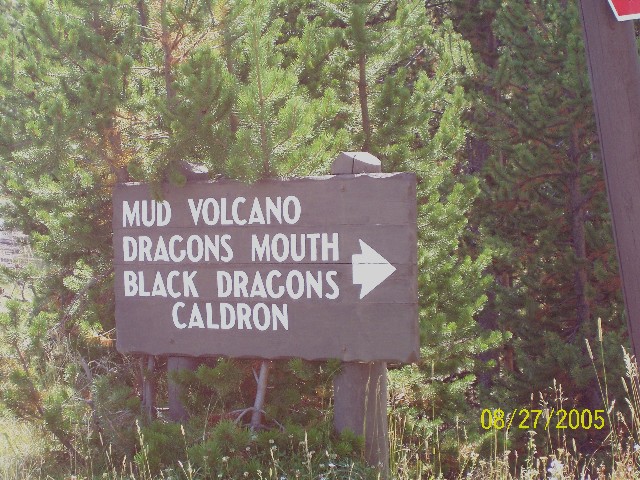 MUD VOLCANO
DRAGONS MOUTH
BLACK DRAGONS
CALDRON
08/27/2005